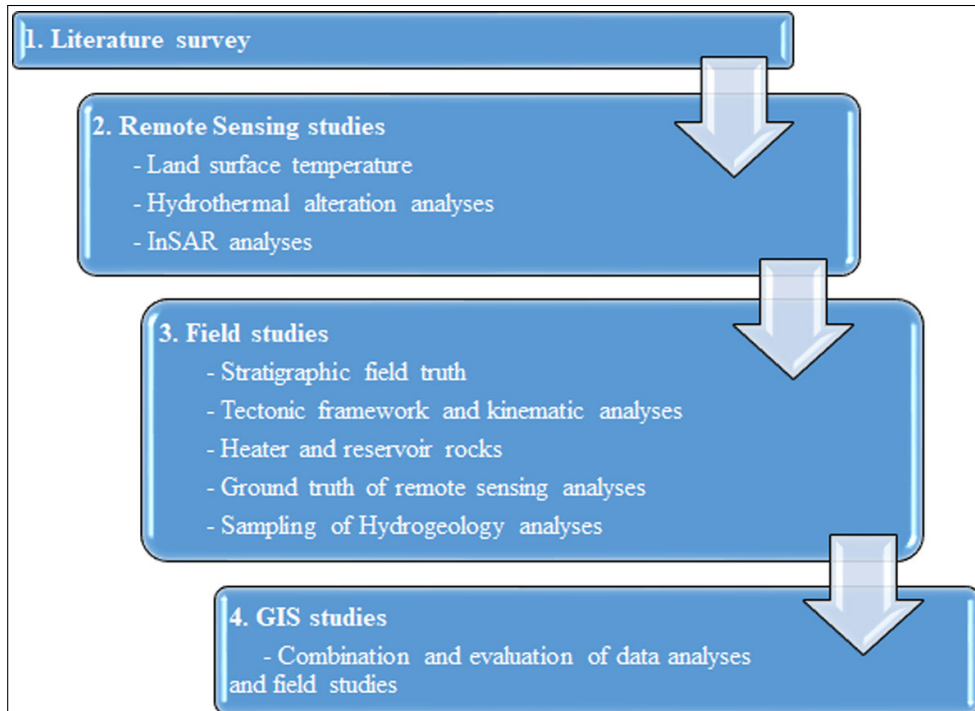 1. Literature survey
2. Remote Sensing studies
- Land surface temperature
- Hydrothermal alteration analyses
- InSAR analyses
3. Field studies
- Stratigraphic field truth
- Tectonic framework and kinematic analyses
- Heater and reservoir rocks
- Ground truth of remote sensing analyses
- Sampling of Hydrogeology analyses
4. GIS studies
- Combination and evaluation of data analyses
and field studies